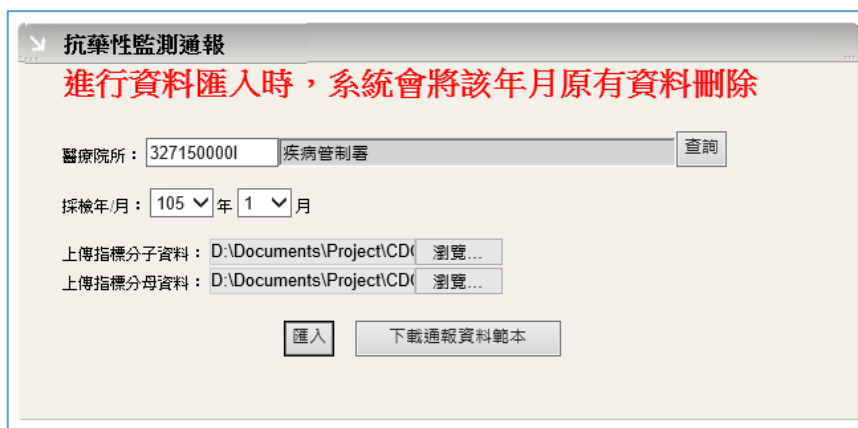 抗藥性監測通報
進行資料匯入時，系統會將該年月原有資料刪除
醫療院所： 327150000I 疾病管制署 查詢
採檢年/月： 105 年 1 月
上傳指標分子資料： D:\Documents\Project\CD( 瀏覽...
上傳指標分母資料： D:\Documents\Project\CD( 瀏覽...
匯入 下載通報資料範本